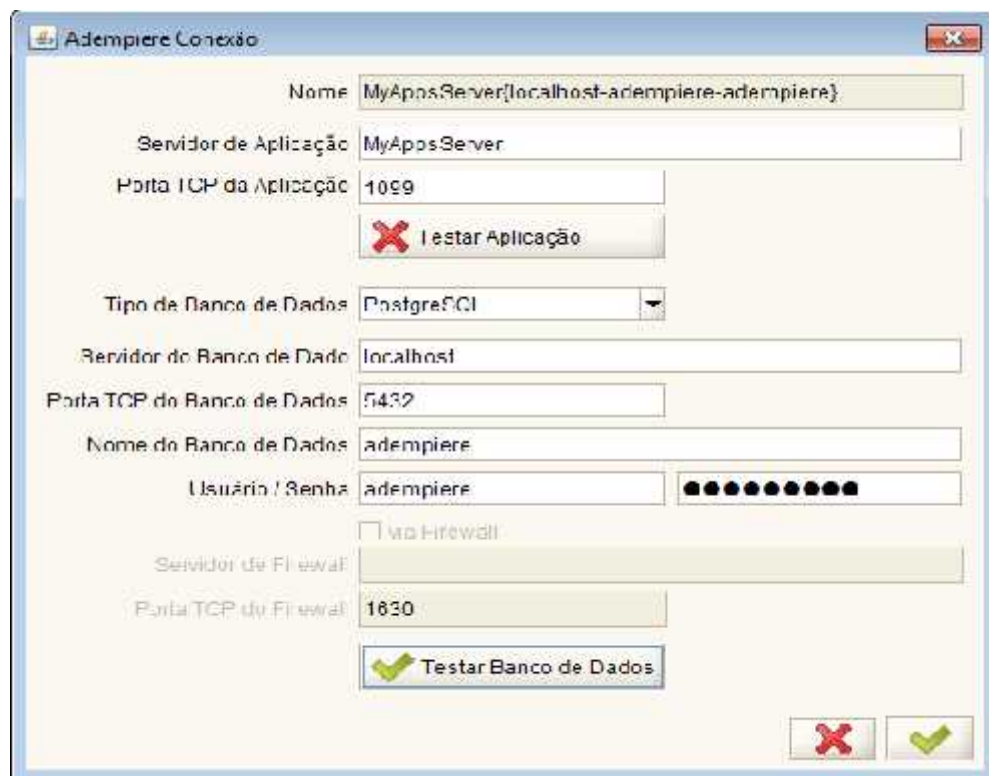 Adempiere Conexão
Nome MyAppsServer{localhost-adempiere-adempiere}
Servidor de Aplicação MyAppsServer
Porta TCP da Aplicação 1099
Testar Aplicação
Tipo de Banco de Dados PostgreSQL
Servidor do Banco de Dado localhost
Porta TCP do Banco de Dados 5432
Nome do Banco de Dados adempiere
Usuário / Senha adempiere ●●●●●●●●●
via Firewall
Servidor de Firewall
Porta TCP do Firewall 1630
Testar Banco de Dados